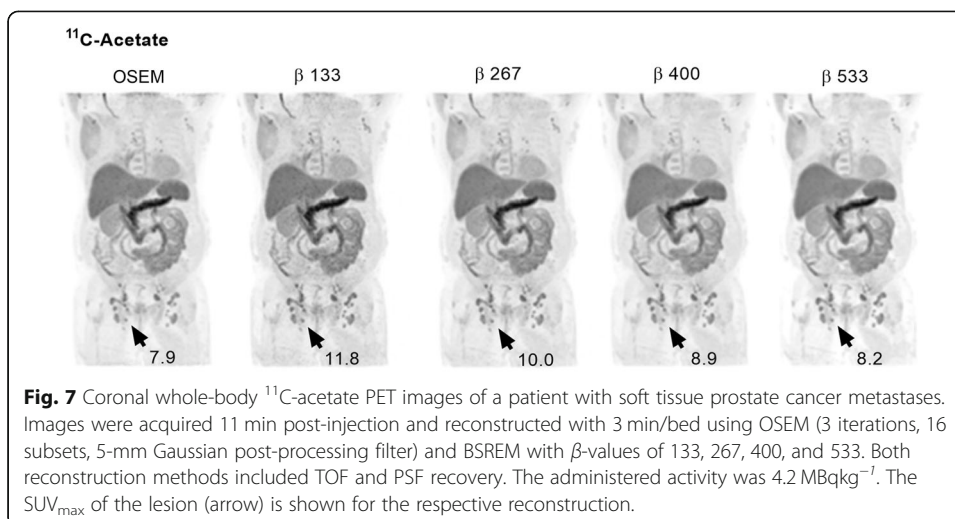 ¹¹C-Acetate
OSEM β 133 β 267 β 400 β 533
7.9 11.8 10.0 8.9 8.2
Fig. 7 Coronal whole-body ¹¹C-acetate PET images of a patient with soft tissue prostate cancer metastases.
Images were acquired 11 min post-injection and reconstructed with 3 min/bed using OSEM (3 iterations, 16
subsets, 5-mm Gaussian post-processing filter) and BSREM with β-values of 133, 267, 400, and 533. Both
reconstruction methods included TOF and PSF recovery. The administered activity was 4.2 MBqkg⁻¹. The
SUVₘₐₓ of the lesion (arrow) is shown for the respective reconstruction.